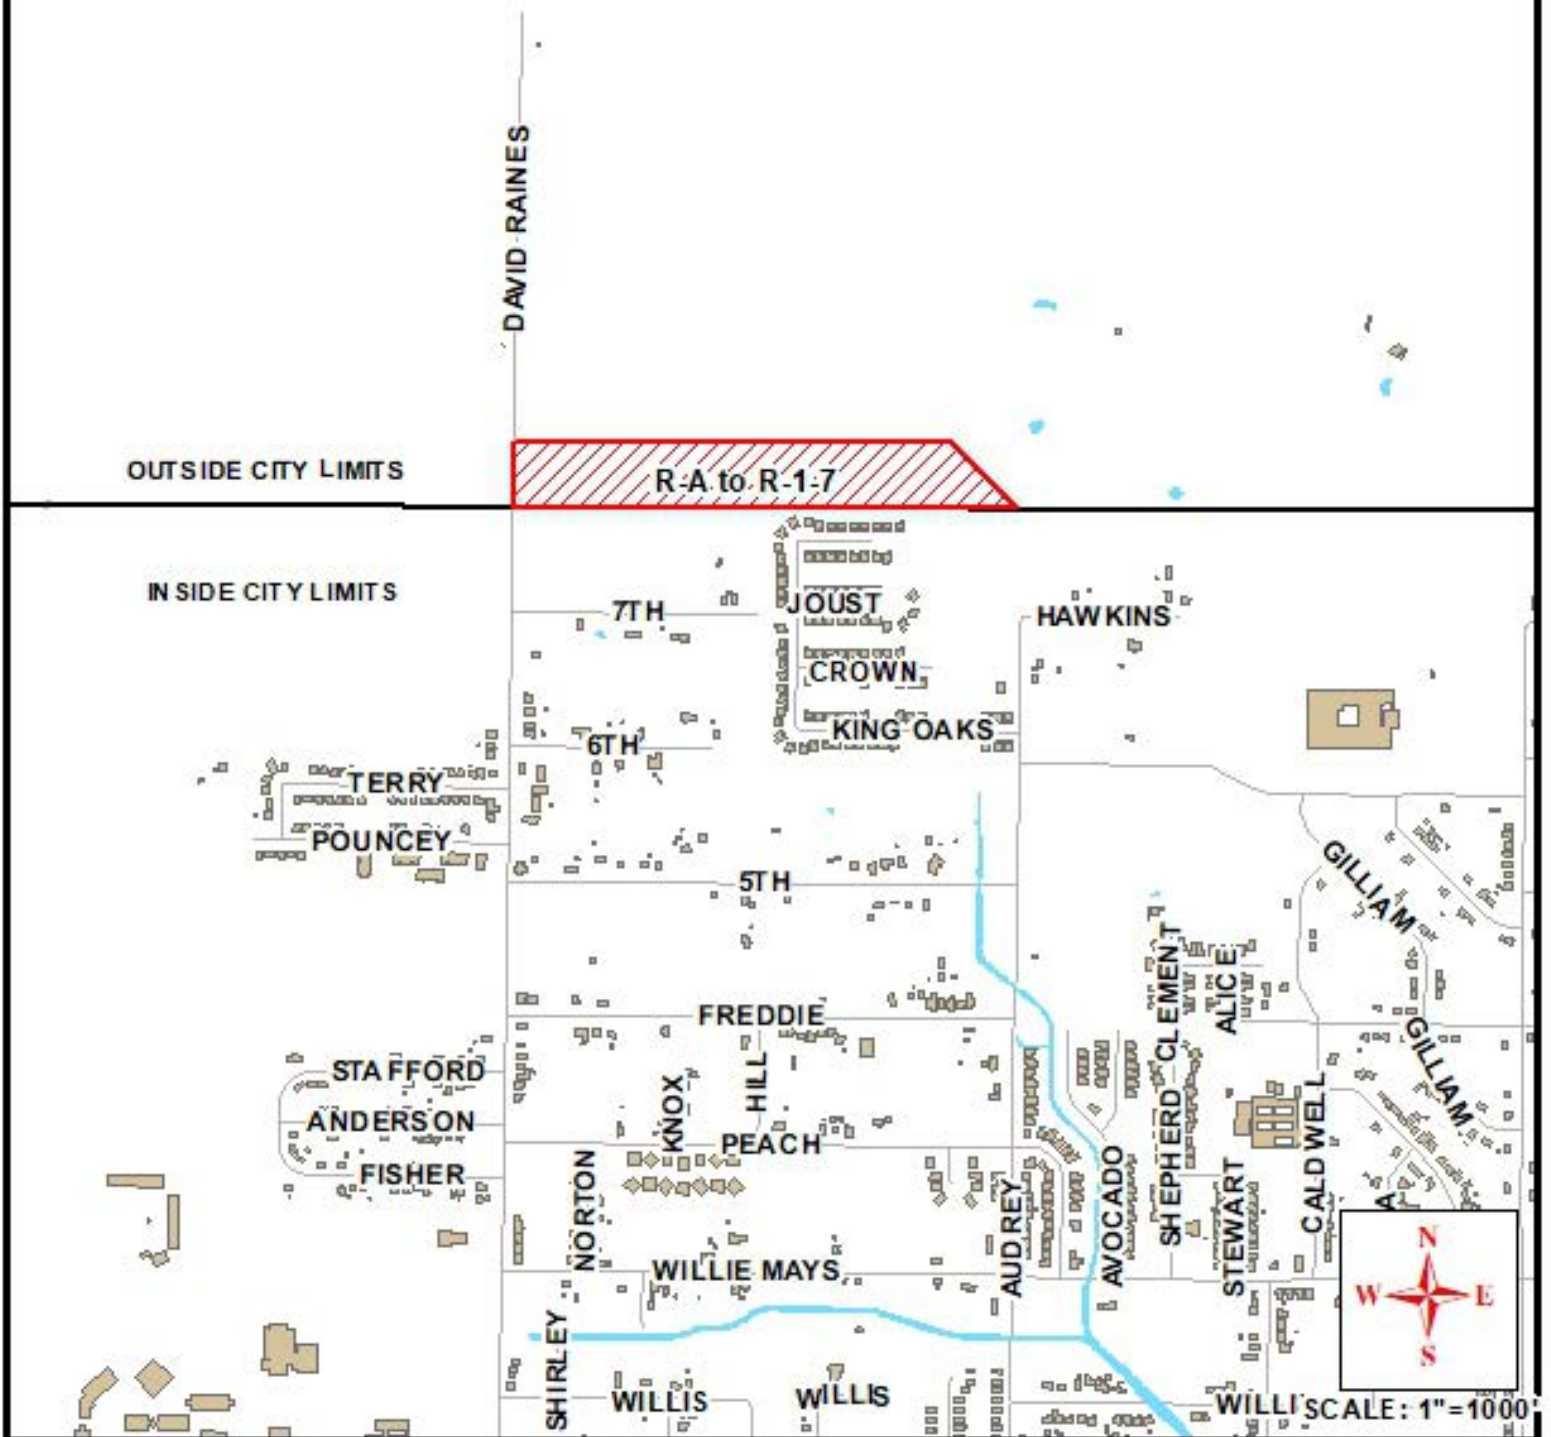 DAVID RAINES
OUTSIDE CITY LIMITS
R-A to R-1-7
INSIDE CITY LIMITS
7TH
JOUST
HAWKINS
CROWN
KING OAKS
6TH
TERRY
POUNCEY
5TH
GILLIAM
CLEMENT
ALICE
FREDDIE
GILLIAM
STAFFORD
HILL
KNOX
ANDERSON
PEACH
FISHER
SHEPHERD
CALDWELL
NORTON
AUDREY
AVOCADO
STEWART
A
N
W E
S
WILLIE MAYS
SHIRLEY
WILLIS
WILLIS
WILLI
SCALE: 1"=1000'